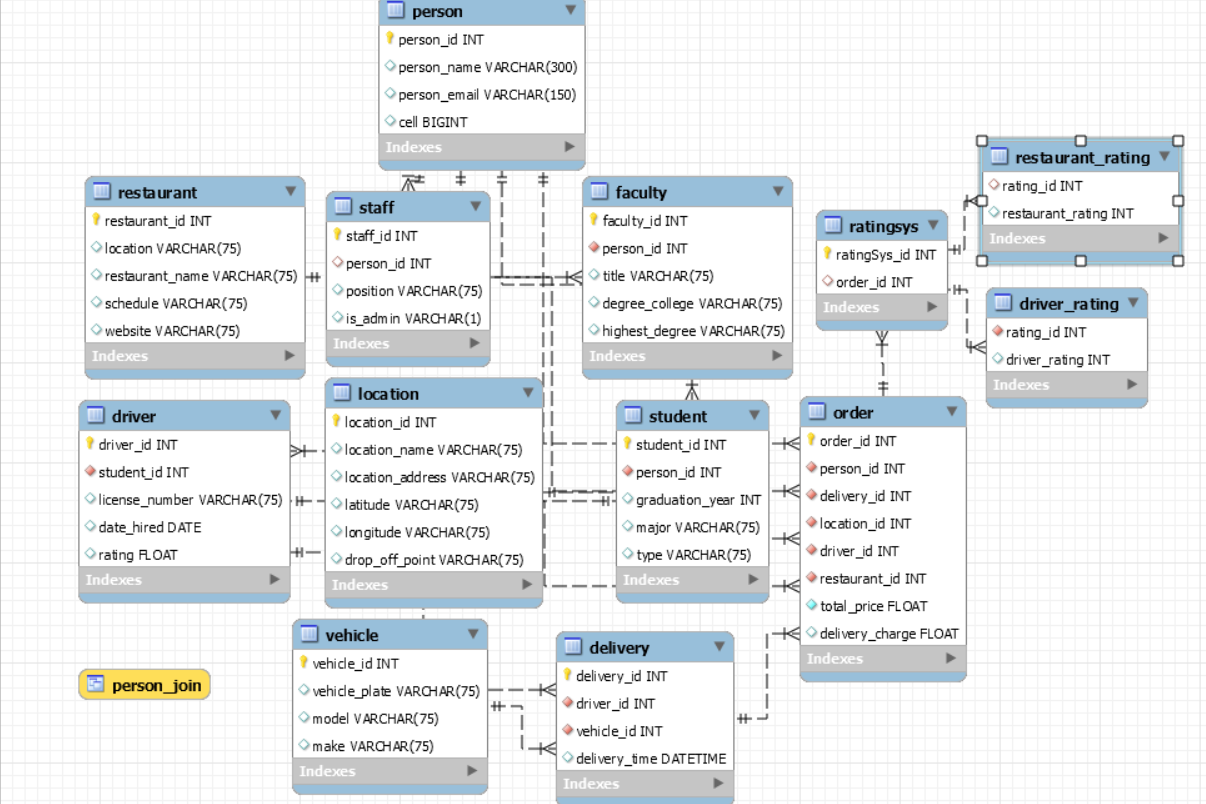 person
person_id INT
person_name VARCHAR(300)
person_email VARCHAR(150)
cell BIGINT
Indexes
restaurant
restaurant_id INT
location VARCHAR(75)
restaurant_name VARCHAR(75)
schedule VARCHAR(75)
website VARCHAR(75)
Indexes
staff
staff_id INT
person_id INT
position VARCHAR(75)
is_admin VARCHAR(1)
Indexes
faculty
faculty_id INT
person_id INT
title VARCHAR(75)
degree_college VARCHAR(75)
highest_degree VARCHAR(75)
Indexes
ratingsys
ratingSys_id INT
order_id INT
Indexes
restaurant_rating
rating_id INT
restaurant_rating INT
Indexes
driver_rating
rating_id INT
driver_rating INT
Indexes
driver
driver_id INT
student_id INT
license_number VARCHAR(75)
date_hired DATE
rating FLOAT
Indexes
location
location_id INT
location_name VARCHAR(75)
location_address VARCHAR(75)
latitude VARCHAR(75)
longitude VARCHAR(75)
drop_off_point VARCHAR(75)
Indexes
student
student_id INT
person_id INT
graduation_year INT
major VARCHAR(75)
type VARCHAR(75)
Indexes
order
order_id INT
person_id INT
delivery_id INT
location_id INT
driver_id INT
restaurant_id INT
total_price FLOAT
delivery_charge FLOAT
Indexes
person_join
vehicle
vehicle_id INT
vehicle_plate VARCHAR(75)
model VARCHAR(75)
make VARCHAR(75)
Indexes
delivery
delivery_id INT
driver_id INT
vehicle_id INT
delivery_time DATETIME
Indexes